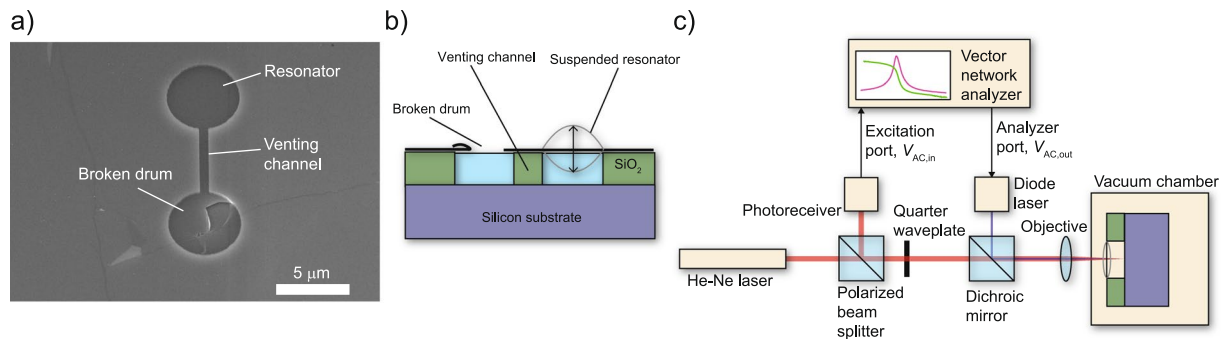 a)
Resonator
Venting
channel
Broken drum
5 μm
b)
Venting channel
Suspended resonator
Broken drum
SiO₂
Silicon substrate
c)
Vector
network
analyzer
Excitation
port, V_AC,in
Analyzer
port, V_AC,out
Photoreceiver
Quarter
waveplate
Diode
laser
Objective
Vacuum chamber
He-Ne laser
Polarized
beam
splitter
Dichroic
mirror